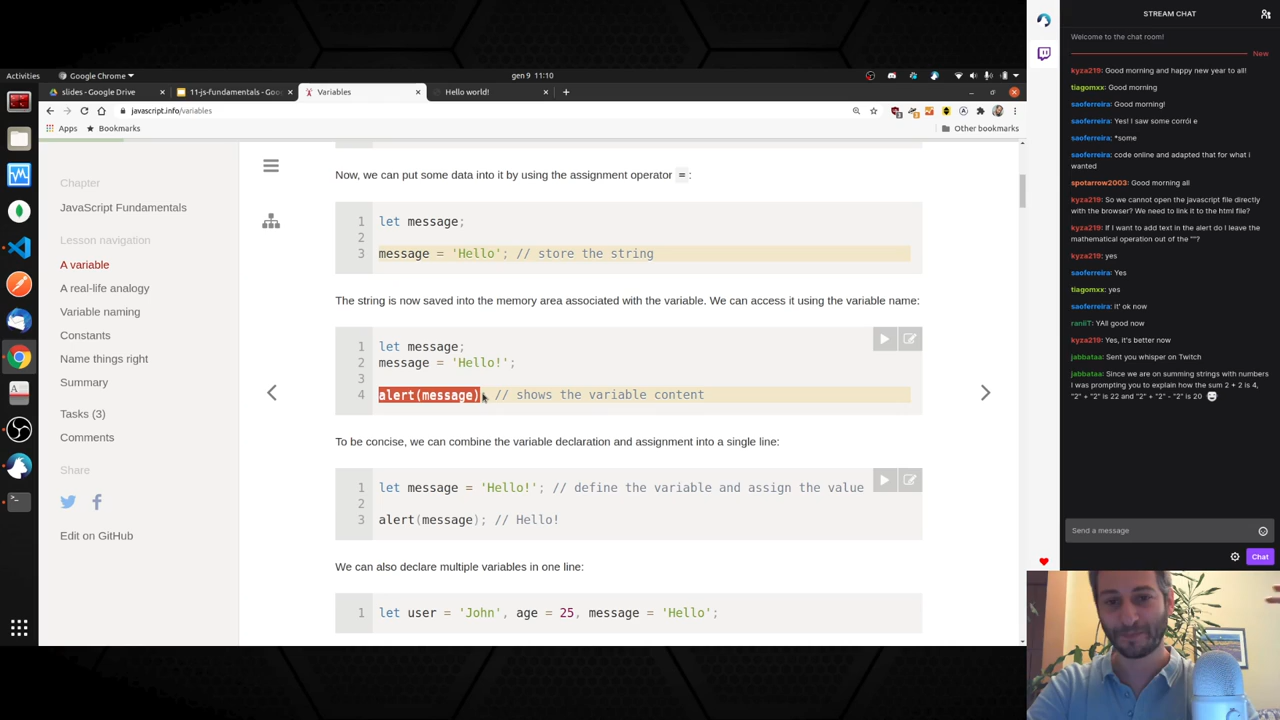 Activities
Google Chrome
gen 9 11:10
slides - Google Drive
11-js-fundamentals - Goo
Variables
Hello world!
javascript.info/variables
Apps
Bookmarks
Other bookmarks
Chapter
JavaScript Fundamentals
Lesson navigation
A variable
A real-life analogy
Variable naming
Constants
Name things right
Summary
Tasks (3)
Comments
Share
Edit on GitHub
Now, we can put some data into it by using the assignment operator = :
1 let message;
2
3 message = 'Hello'; // store the string
The string is now saved into the memory area associated with the variable. We can access it using the variable name:
1 let message;
2 message = 'Hello!';
3
4 alert(message); // shows the variable content
To be concise, we can combine the variable declaration and assignment into a single line:
1 let message = 'Hello!'; // define the variable and assign the value
2
3 alert(message); // Hello!
We can also declare multiple variables in one line:
1 let user = 'John', age = 25, message = 'Hello';
STREAM CHAT
Welcome to the chat room!
New
kyza219: Good morning and happy new year to all!
tiagomxx: Good morning
saoferreira: Good morning!
saoferreira: Yes! I saw some corrói e
saoferreira: *some
saoferreira: code online and adapted that for what i
wanted
spotarrow2003: Good morning all
kyza219: So we cannot open the javascript file directly
with the browser? We need to link it to the html file?
kyza219: If I want to add text in the alert do I leave the
mathematical operation out of the ""?
kyza219: yes
saoferreira: Yes
tiagomxx: yes
saoferreira: it' ok now
raniiT: YAll good now
kyza219: Yes, it's better now
jabbataa: Sent you whisper on Twitch
jabbataa: Since we are on summing strings with numbers
I was prompting you to explain how the sum 2 + 2 is 4,
"2" + "2" is 22 and "2" + "2" - "2" is 20
Send a message
Chat